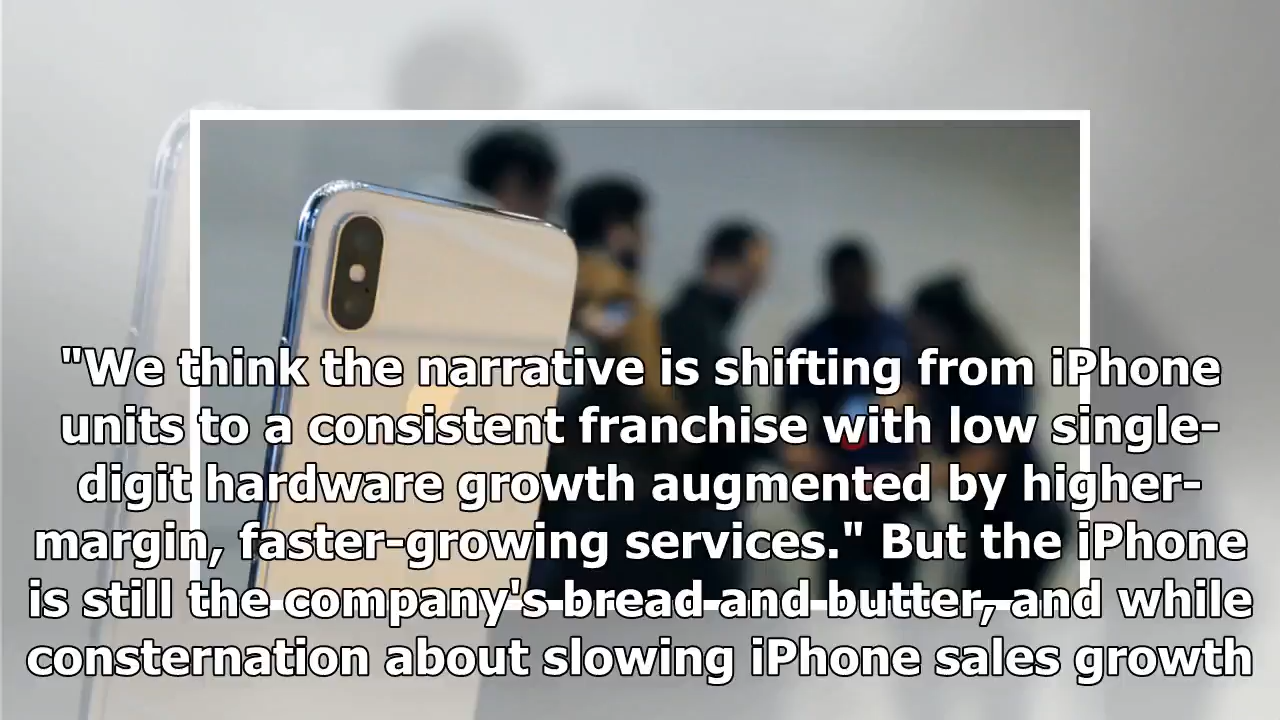 "We think the narrative is shifting from iPhone
units to a consistent franchise with low single-
digit hardware growth augmented by higher-
margin, faster-growing services." But the iPhone
is still the company's bread and butter, and while
consternation about slowing iPhone sales growth